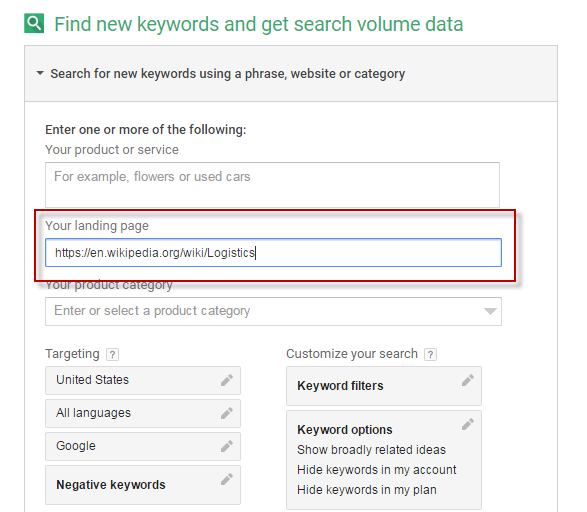 Find new keywords and get search volume data
Search for new keywords using a phrase, website or category
Enter one or more of the following:
Your product or service
For example, flowers or used cars
Your landing page
https://en.wikipedia.org/wiki/Logistics
Your product category
Enter or select a product category
Targeting ?
United States
All languages
Google
Negative keywords
Customize your search ?
Keyword filters
Keyword options
Show broadly related ideas
Hide keywords in my account
Hide keywords in my plan